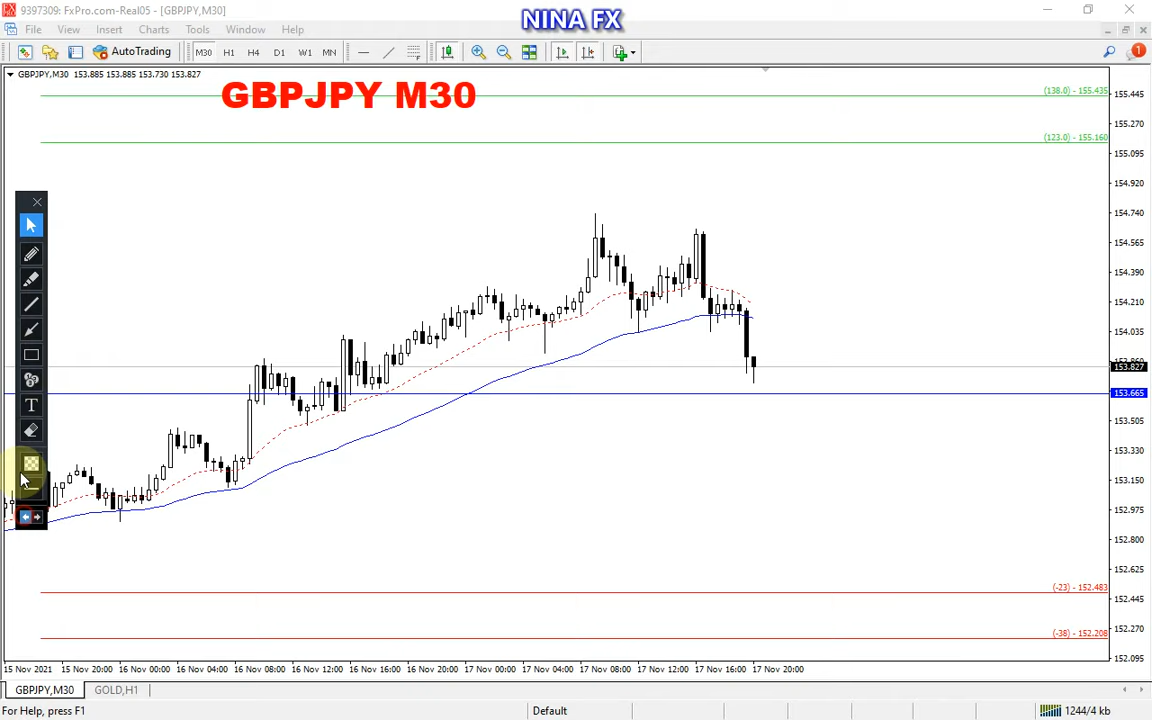 9397309: FxPro.com-Real05 - [GBPJPY,M30]
NINA FX
File View Insert Charts Tools Window Help
AutoTrading M30 H1 H4 D1 W1 MN 1
GBPJPY,M30 153.885 153.885 153.730 153.827
GBPJPY M30
(138.0) - 155.435
155.445
155.270
(123.0) - 155.160
155.095
154.920
154.740
154.565
154.390
154.210
154.035
153.860
153.827
153.665
153.505
153.330
153.150
152.975
152.800
152.625
(-23) - 152.483
152.445
152.270
(-38) - 152.208
152.095
T
15 Nov 2021 15 Nov 20:00 16 Nov 00:00 16 Nov 04:00 16 Nov 08:00 16 Nov 12:00 16 Nov 16:00 16 Nov 20:00 17 Nov 00:00 17 Nov 04:00 17 Nov 08:00 17 Nov 12:00 17 Nov 16:00 17 Nov 20:00
GBPJPY,M30 GOLD,H1
For Help, press F1 Default 1244/4 kb